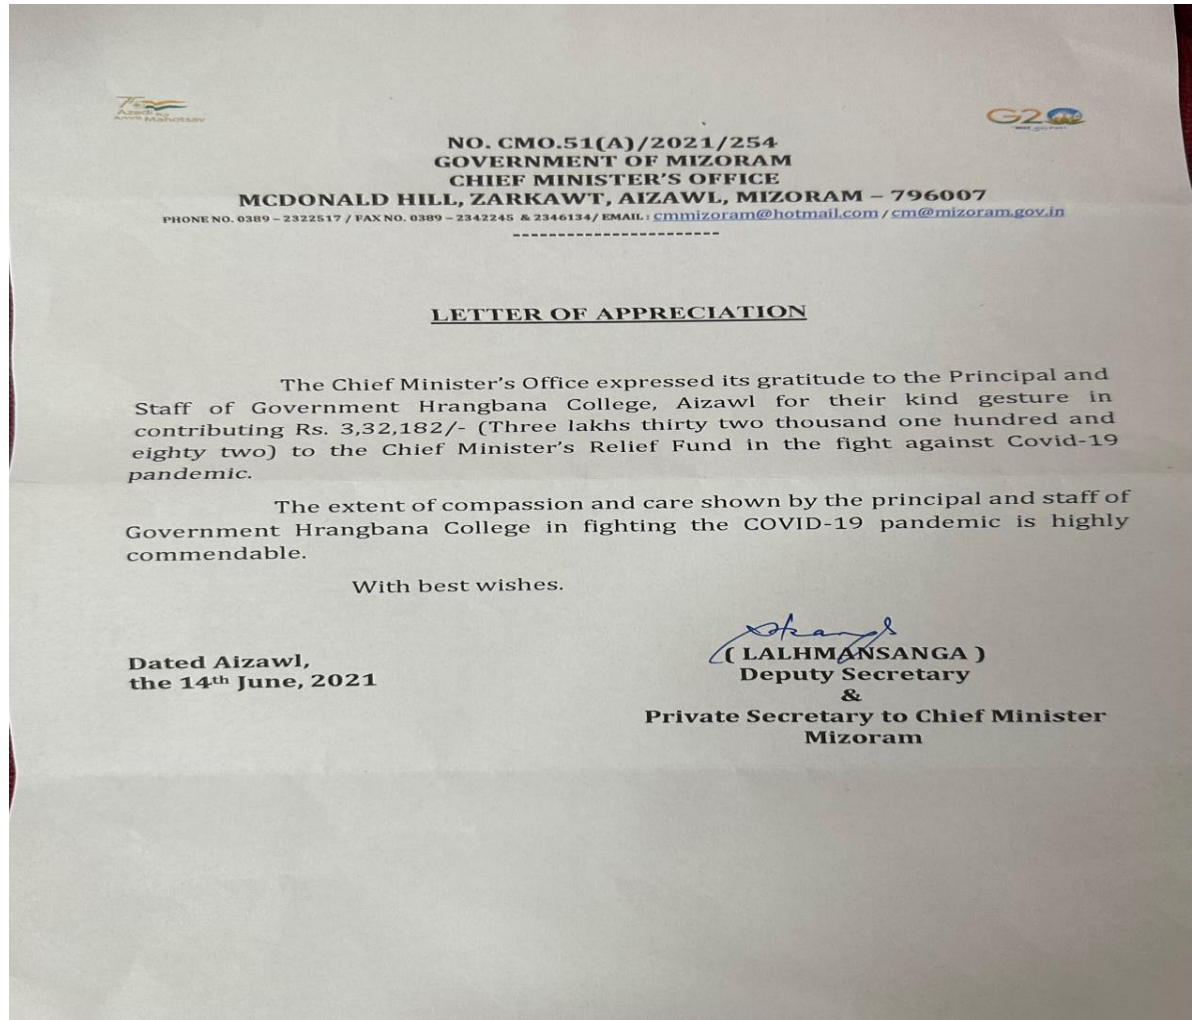 Azadi Ka
Amrit Mahotsav
G20
NO. CMO.51(A)/2021/254
GOVERNMENT OF MIZORAM
CHIEF MINISTER'S OFFICE
MCDONALD HILL, ZARKAWT, AIZAWL, MIZORAM – 796007
PHONE NO. 0389 – 2322517 / FAX NO. 0389 – 2342245 & 2346134/ EMAIL : cmmizoram@hotmail.com / cm@mizoram.gov.in
-----------------------
LETTER OF APPRECIATION
The Chief Minister's Office expressed its gratitude to the Principal and
Staff of Government Hrangbana College, Aizawl for their kind gesture in
contributing Rs. 3,32,182/- (Three lakhs thirty two thousand one hundred and
eighty two) to the Chief Minister's Relief Fund in the fight against Covid-19
pandemic.
The extent of compassion and care shown by the principal and staff of
Government Hrangbana College in fighting the COVID-19 pandemic is highly
commendable.
With best wishes.
Dated Aizawl,
the 14th June, 2021
( LALHMANSANGA )
Deputy Secretary
&
Private Secretary to Chief Minister
Mizoram